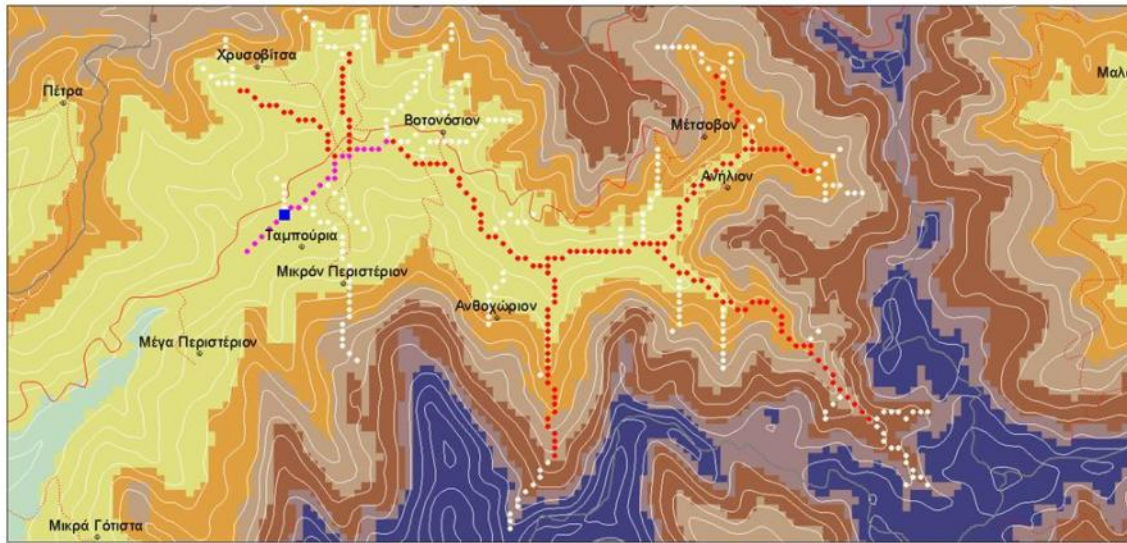 Χρυσοβίτσα
Πέτρα
Βοτονόσιον
Μέτσοβον
Ανήλιον
Ταμπούρια
Μικρόν Περιστέριον
Ανθοχώριον
Μέγα Περιστέριον
Μικρά Γότιστα